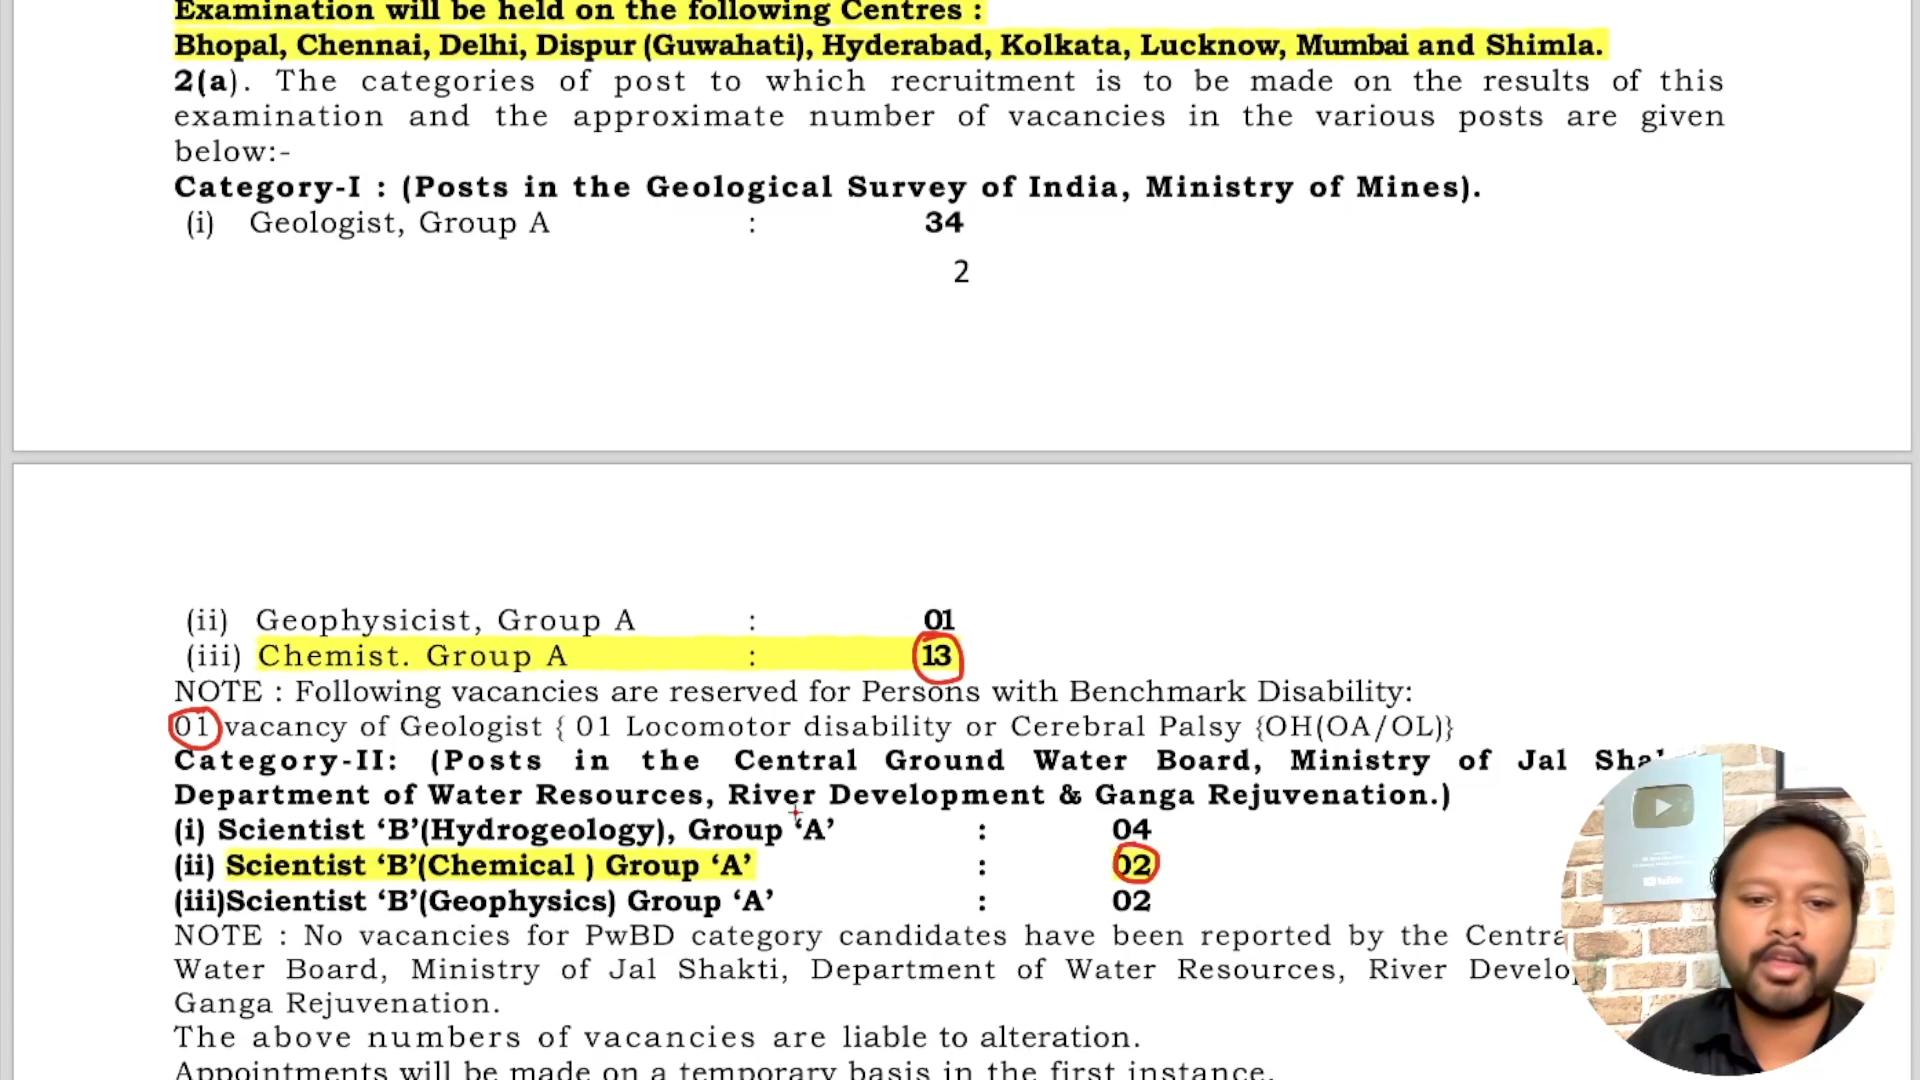 Examination will be held on the following Centres :
Bhopal, Chennai, Delhi, Dispur (Guwahati), Hyderabad, Kolkata, Lucknow, Mumbai and Shimla.
2(a). The categories of post to which recruitment is to be made on the results of this
examination and the approximate number of vacancies in the various posts are given
below:-
Category-I : (Posts in the Geological Survey of India, Ministry of Mines).
(i) Geologist, Group A : 34
2
(ii) Geophysicist, Group A : 01
(iii) Chemist. Group A : 13
NOTE : Following vacancies are reserved for Persons with Benchmark Disability:
01 vacancy of Geologist { 01 Locomotor disability or Cerebral Palsy {OH(OA/OL)}
Category-II: (Posts in the Central Ground Water Board, Ministry of Jal
Department of Water Resources, River Development & Ganga Rejuvenation.)
(i) Scientist ‘B’(Hydrogeology), Group ‘A’ : 04
(ii) Scientist ‘B’(Chemical ) Group ‘A’ : 02
(iii)Scientist ‘B’(Geophysics) Group ‘A’ : 02
NOTE : No vacancies for PwBD category candidates have been reported by the
Water Board, Ministry of Jal Shakti, Department of Water Resources, River
Ganga Rejuvenation.
The above numbers of vacancies are liable to alteration.
Appointments will be made on a temporary basis in the first instance.